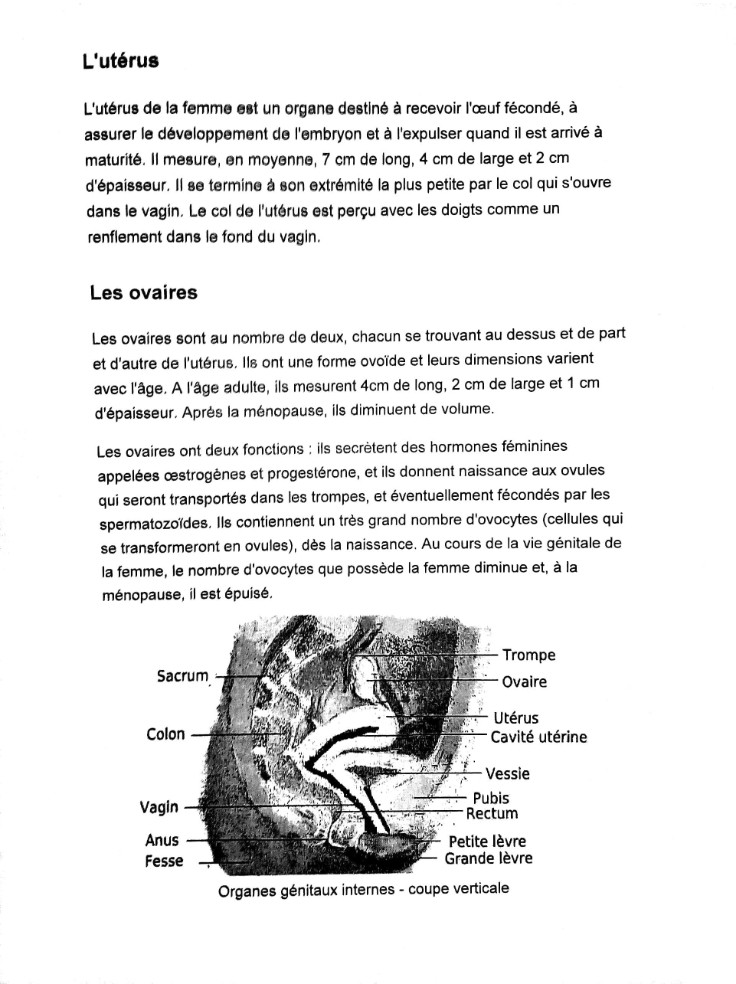 L'utérus
L'utérus de la femme est un organe destiné à recevoir l'œuf fécondé, à
assurer le développement de l'embryon et à l'expulser quand il est arrivé à
maturité. Il mesure, en moyenne, 7 cm de long, 4 cm de large et 2 cm
d'épaisseur. Il se termine à son extrémité la plus petite par le col qui s'ouvre
dans le vagin. Le col de l'utérus est perçu avec les doigts comme un
renflement dans le fond du vagin.
Les ovaires
Les ovaires sont au nombre de deux, chacun se trouvant au dessus et de part
et d'autre de l'utérus. Ils ont une forme ovoïde et leurs dimensions varient
avec l'âge. A l'âge adulte, ils mesurent 4cm de long, 2 cm de large et 1 cm
d'épaisseur. Aprés la ménopause, ils diminuent de volume.
Les ovaires ont deux fonctions : ils secrètent des hormones féminines
appelées œstrogènes et progestérone, et ils donnent naissance aux ovules
qui seront transportés dans les trompes, et éventuellement fécondés par les
spermatozoïdes. Ils contiennent un très grand nombre d'ovocytes (cellules qui
se transformeront en ovules), dès la naissance. Au cours de la vie génitale de
la femme, le nombre d'ovocytes que possède la femme diminue et, à la
ménopause, il est épuisé.
Trompe
Sacrum
Ovaire
Utérus
Colon
Cavité utérine
Vessie
Pubis
Vagin
Rectum
Anus
Petite lèvre
Fesse
Grande lèvre
Organes génitaux internes - coupe verticale